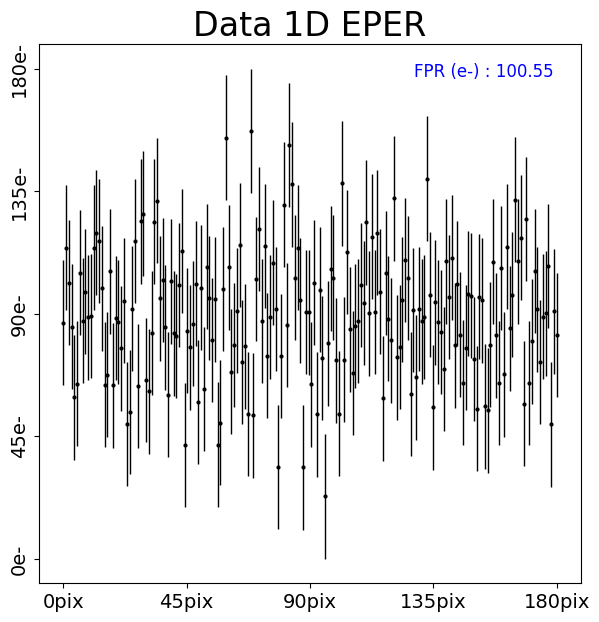 Data 1D EPER
FPR (e-) : 100.55
180e-
135e-
90e-
45e-
0e-
0pix 45pix 90pix 135pix 180pix